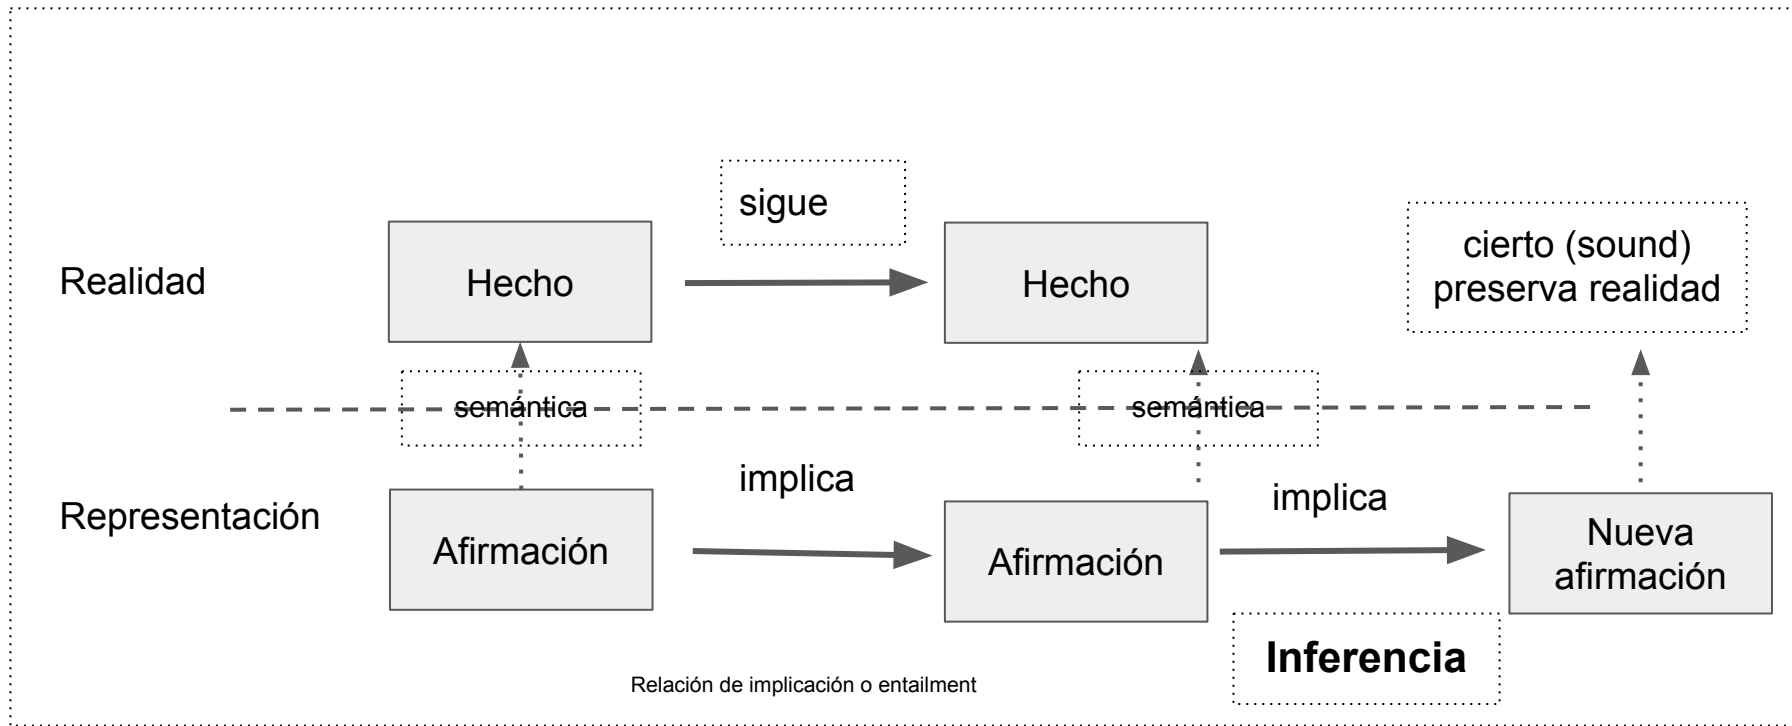 sigue
Realidad
Hecho
Hecho
cierto (sound)
preserva realidad
semántica
semántica
Representación
implica
implica
Afirmación
Afirmación
Nueva
afirmación
Inferencia
Relación de implicación o entailment